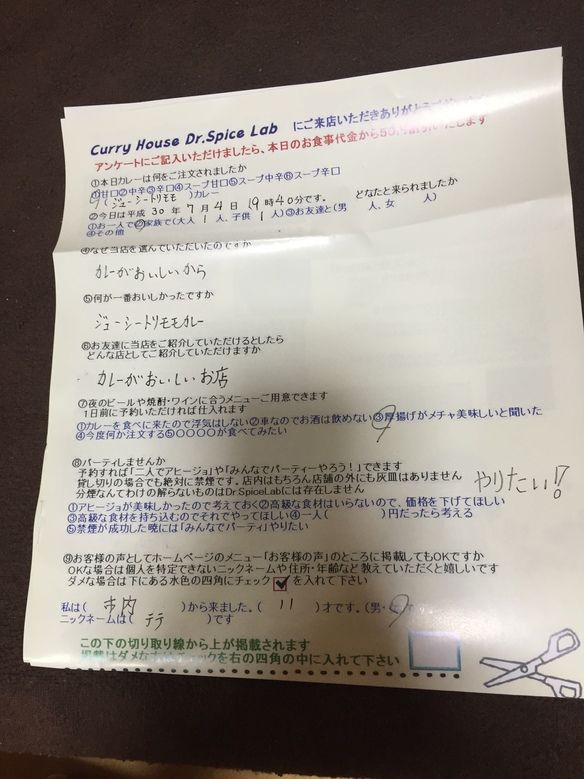 Curry House Dr.Spice Lab にご来店いただきありがとう
アンケートにご記入いただけましたら、本日のお食事代金から50円お引いたします
①本日カレーは何をご注文されましたか
①甘口②中辛③辛口④スープ甘口⑤スープ中辛⑥スープ辛口
(ジューシートリモモ)カレー
②今日は平成 30年 7月 4日 19時40分です。 どなたと来られましたか
①お一人で②家族で(大人 1人、子供 1人)③お友達と(男 人、女 人)
④その他
④なぜ当店を選んでいただいたのですか
カレーがおいしいから
⑤何が一番おいしかったですか
ジューシートリモモカレー
⑥お友達に当店をご紹介していただけるとしたら
どんな店としてご紹介していただけますか
カレーがおいしいお店
⑦夜のビールや焼酎・ワインに合うメニューご用意できます
1日前に予約いただければ仕入れます
①カレーを食べに来たので浮気はしない②車なのでお酒は飲めない③厚揚げがメチャ美味しいと聞いた
④今度何か注文する⑤〇〇〇〇が食べてみたい
⑧パーティしませんか
予約すれば「二人でアヒージョ」や「みんなでパーティーやろう！」できます
貸し切りの場合でも絶対に禁煙です。店内はもちろん店舗の外にも灰皿はありません
分煙なんてわけの解らないものはDr.SpiceLabには存在しません
やりたい!!
①アヒージョが美味しかったので考えておく②高級な食材はいらないので、価格を下げてほしい
③高級な食材を持ち込むのでそれでやってほしい④一人( )円だったら考える
⑤禁煙が成功した暁には「みんなでパーティ」やりたい
⑨お客様の声としてホームページのメニュー「お客様の声」のところに掲載してもOKですか
OKな場合は個人を特定できないニックネームや住所・年齢など教えていただくと嬉しいです
ダメな場合は下にある水色の四角にチェック✓を入れて下さい
私は( 市内 )から来ました。( 11 )才です。(男・女
ニックネームは( テテ )です
この下の切り取り線から上が掲載されます
掲載はダメな方はチェックを右の四角の中に入れて下さい